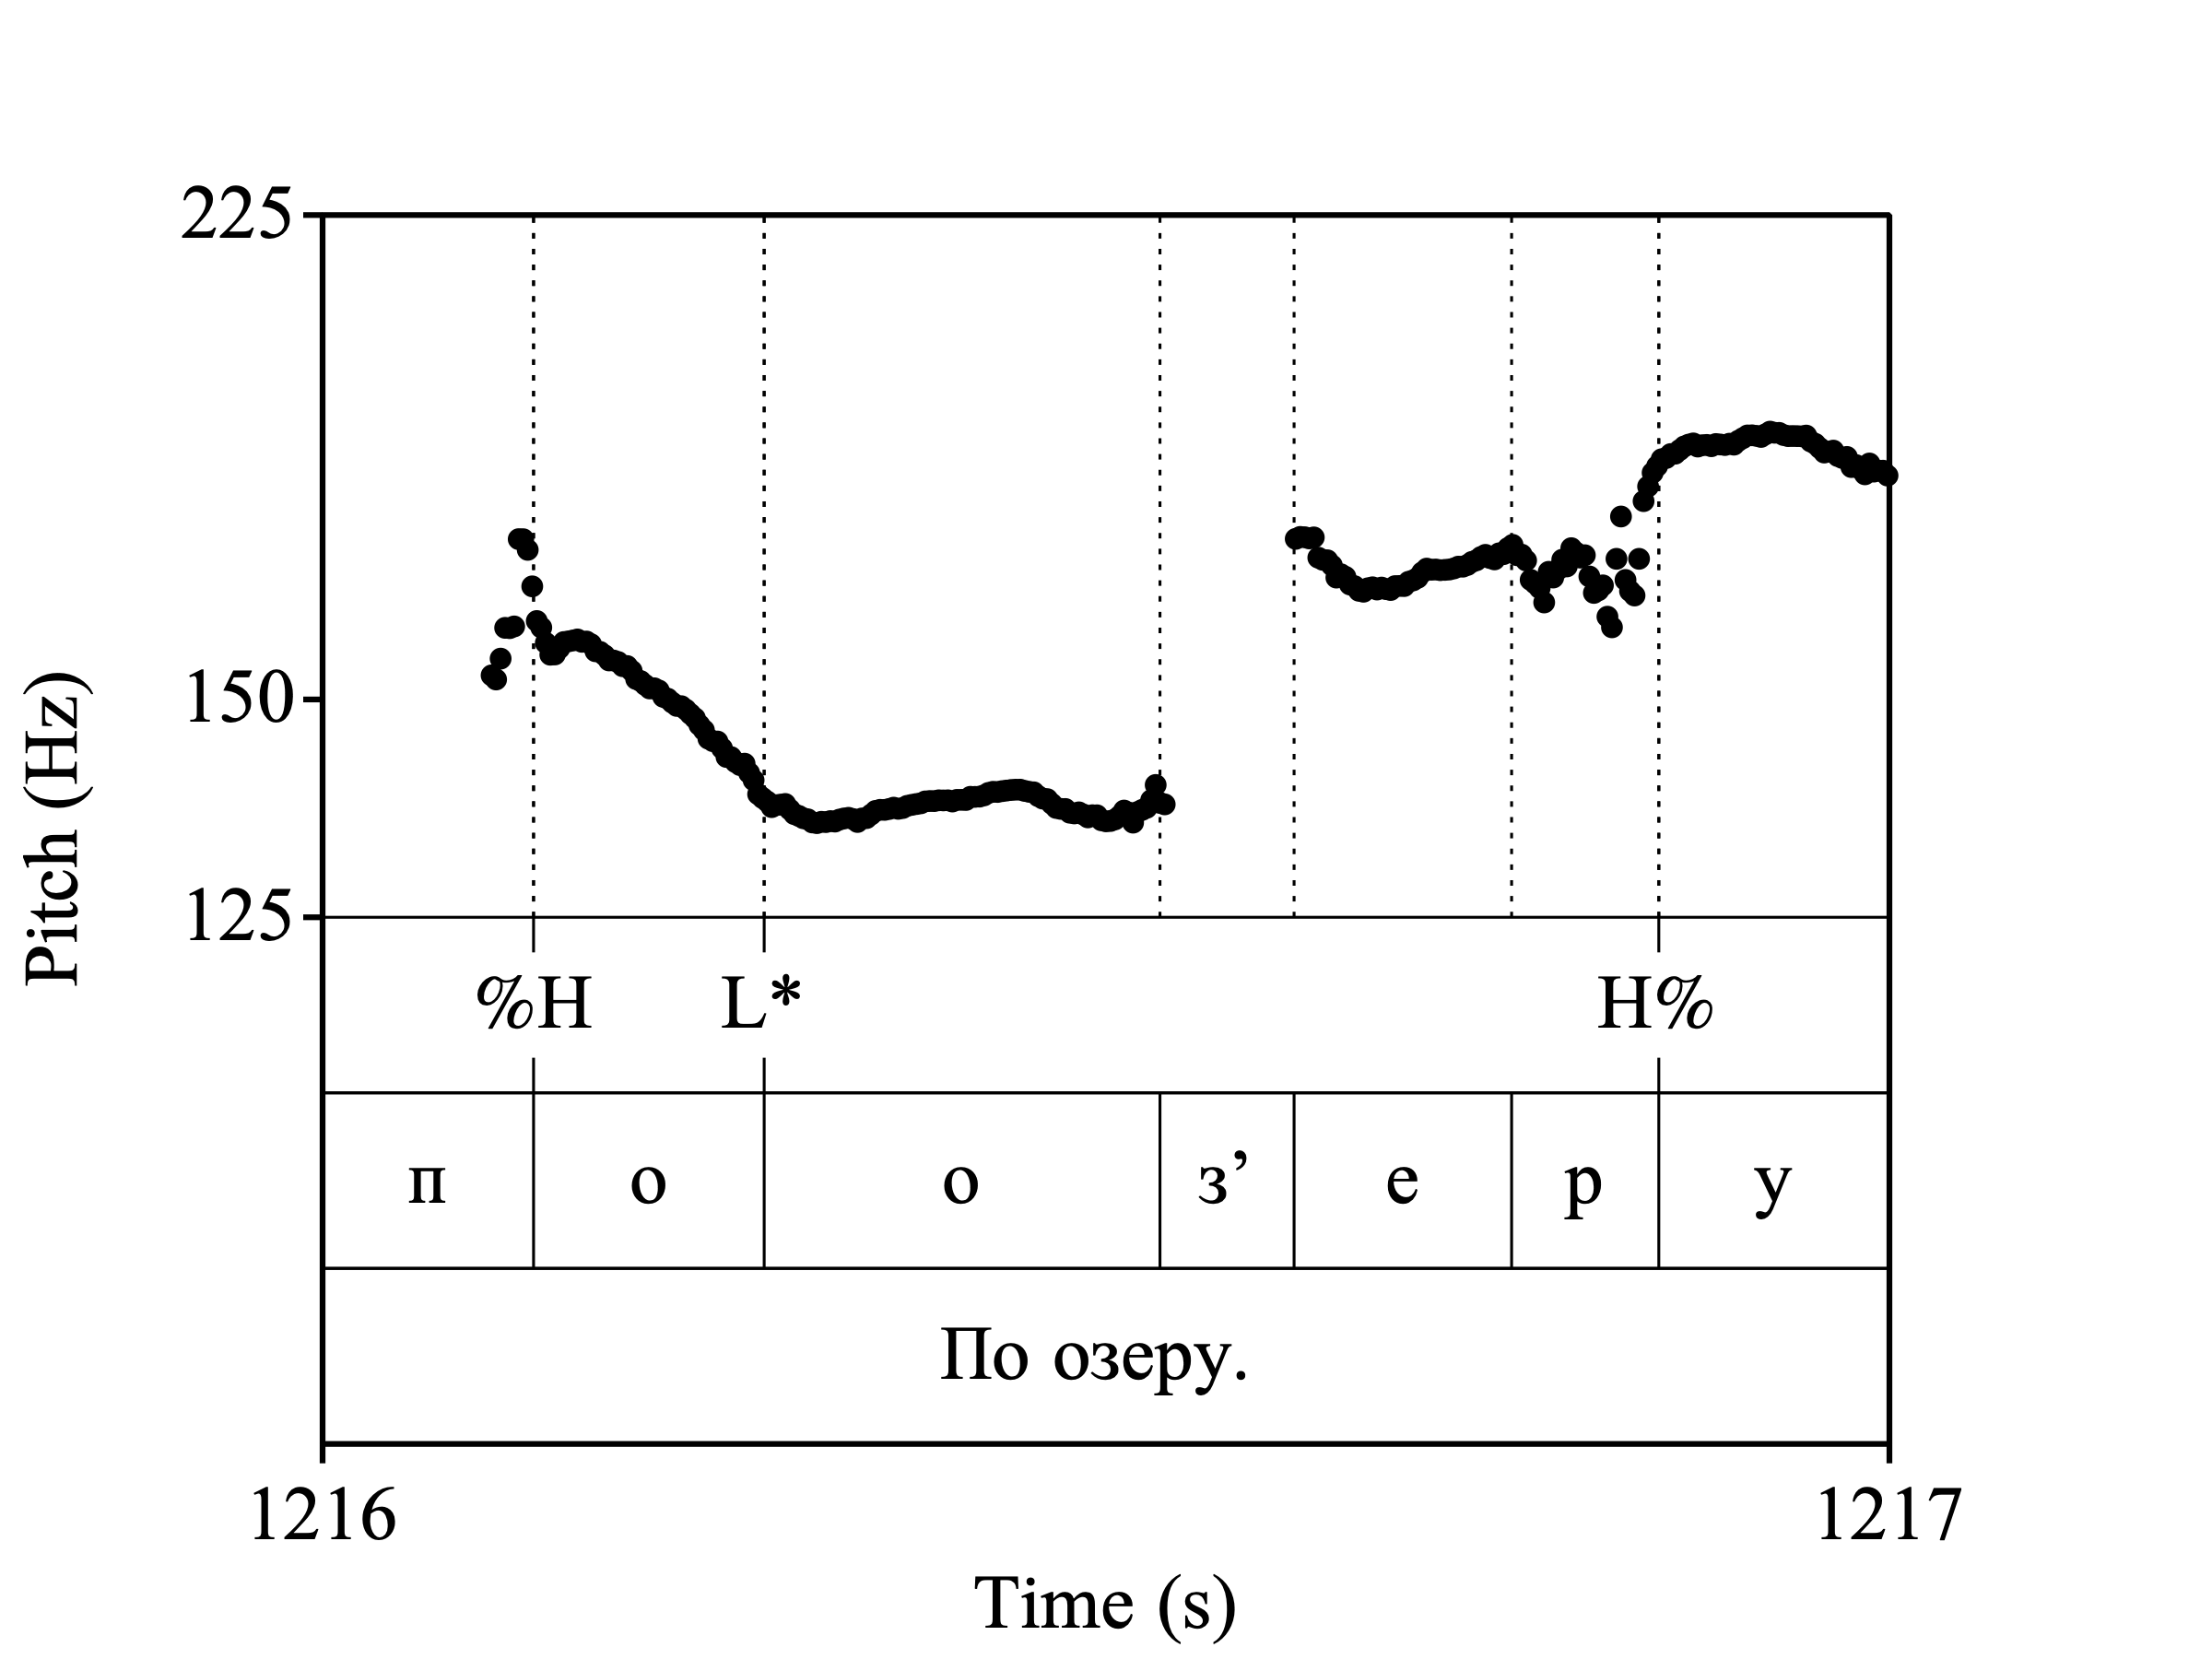 225
150
125
Pitch (Hz)
%H L* H%
п о о з’ е р у
По озеру.
1216 1217
Time (s)